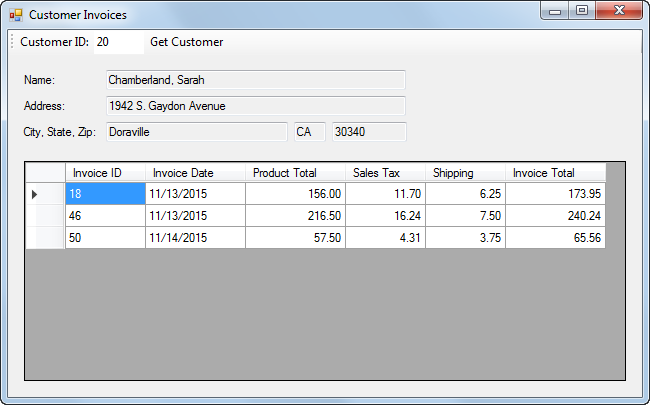 Customer Invoices
Customer ID: 20 Get Customer
Name: Chamberland, Sarah
Address: 1942 S. Gaydon Avenue
City, State, Zip: Doraville CA 30340
Invoice ID Invoice Date Product Total Sales Tax Shipping Invoice Total
18 11/13/2015 156.00 11.70 6.25 173.95
46 11/13/2015 216.50 16.24 7.50 240.24
50 11/14/2015 57.50 4.31 3.75 65.56